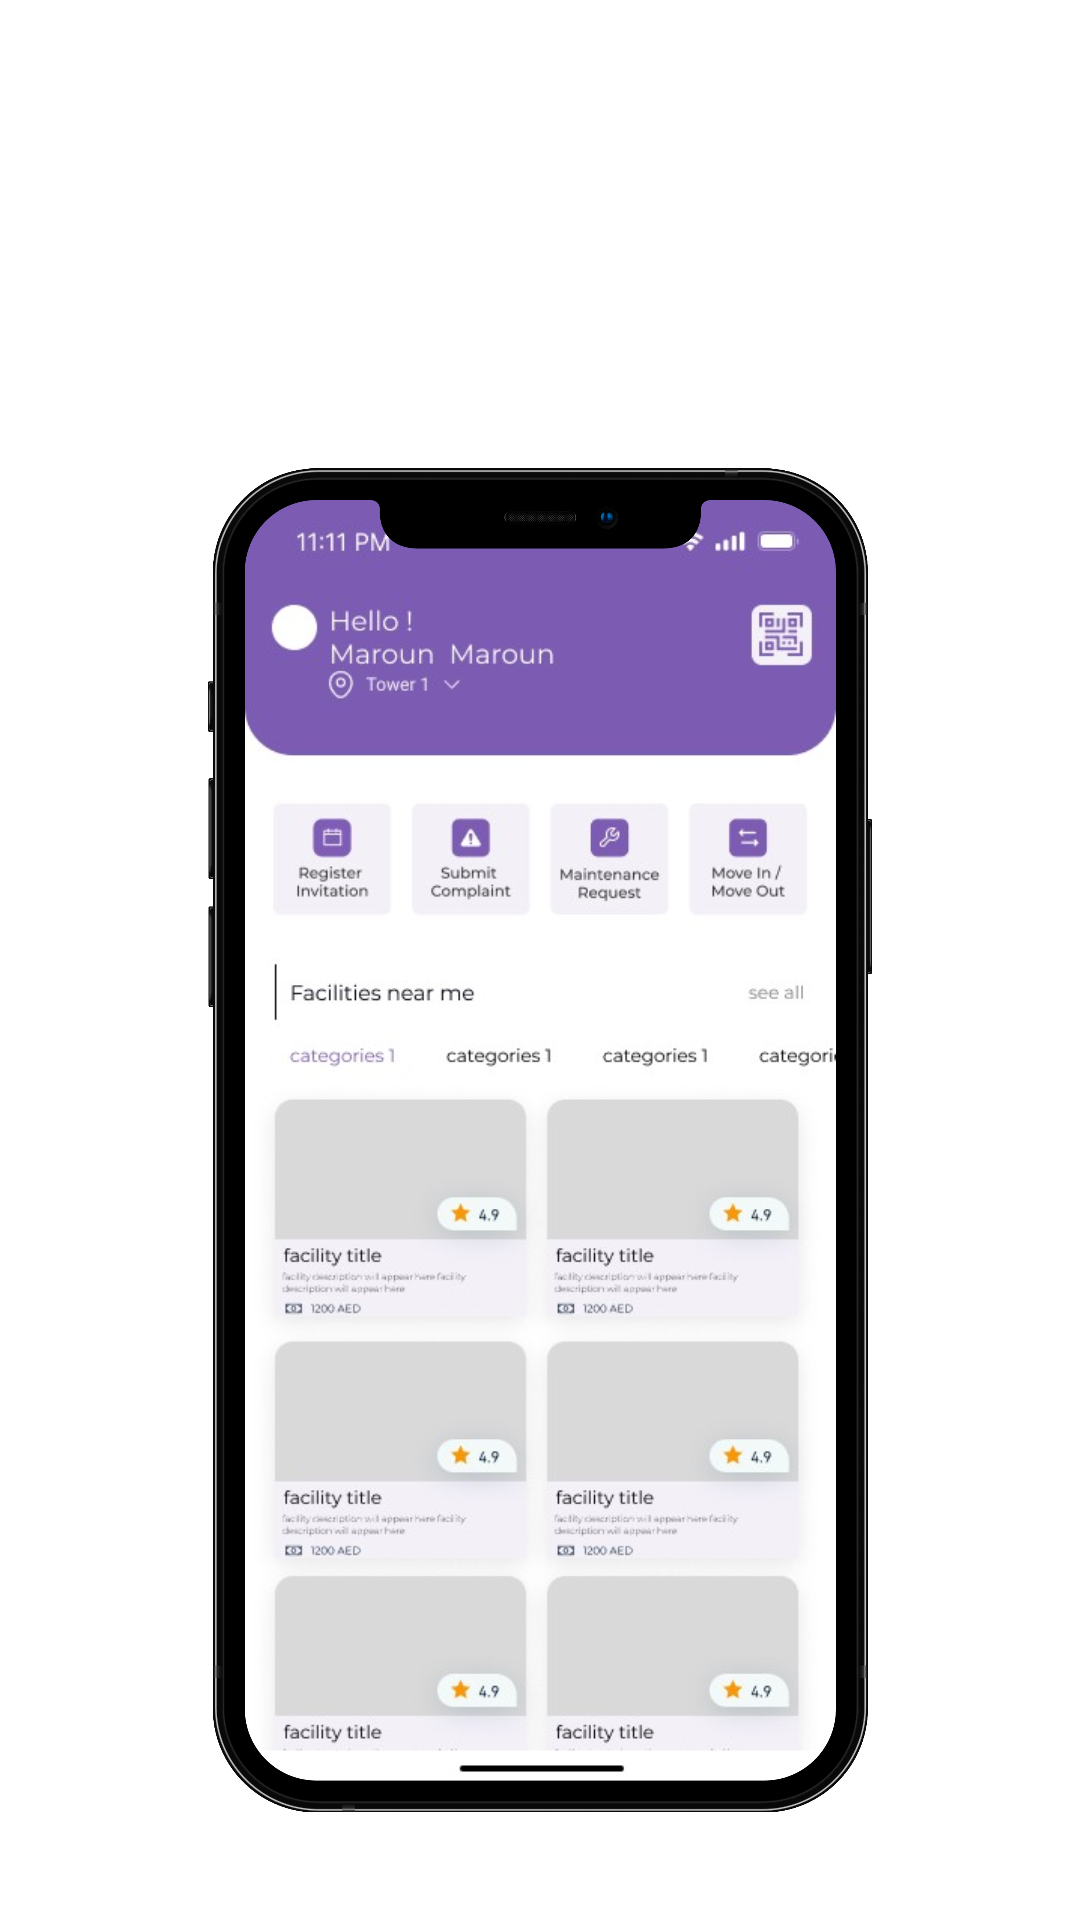 11:11 PM
Hello !
Maroun Maroun
Tower 1
Register Invitation
Submit Complaint
Maintenance Request
Move In / Move Out
Facilities near me
see all
categories 1
categories 1
categories 1
categori
4.9
4.9
facility title
facility title
facility description will appear here facility
description will appear here
facility description will appear here facility
description will appear here
1200 AED
1200 AED
4.9
4.9
facility title
facility title
facility description will appear here facility
description will appear here
facility description will appear here facility
description will appear here
1200 AED
1200 AED
4.9
4.9
facility title
facility title